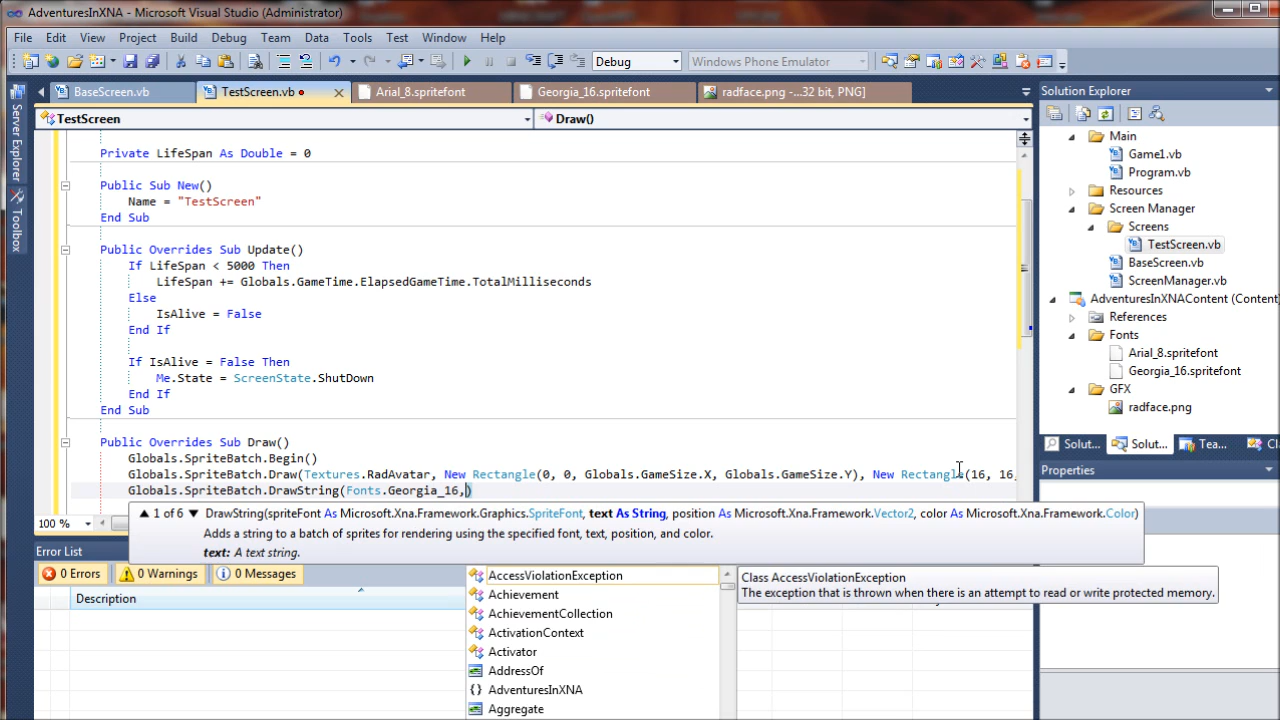 AdventuresInXNA - Microsoft Visual Studio (Administrator)
File Edit View Project Build Debug Team Data Tools Test Window Help
Debug Windows Phone Emulator
BaseScreen.vb TestScreen.vb Arial_8.spritefont Georgia_16.spritefont radface.png -...32 bit, PNG]
TestScreen Draw()
Server Explorer
Toolbox
Private LifeSpan As Double = 0
Public Sub New()
Name = "TestScreen"
End Sub
Public Overrides Sub Update()
If LifeSpan < 5000 Then
LifeSpan += Globals.GameTime.ElapsedGameTime.TotalMilliseconds
Else
IsAlive = False
End If
If IsAlive = False Then
Me.State = ScreenState.ShutDown
End If
End Sub
Public Overrides Sub Draw()
Globals.SpriteBatch.Begin()
Globals.SpriteBatch.Draw(Textures.RadAvatar, New Rectangle(0, 0, Globals.GameSize.X, Globals.GameSize.Y), New Rectangle(16, 16,
Globals.SpriteBatch.DrawString(Fonts.Georgia_16,)
1 of 6 DrawString(spriteFont As Microsoft.Xna.Framework.Graphics.SpriteFont, text As String, position As Microsoft.Xna.Framework.Vector2, color As Microsoft.Xna.Framework.Color)
Adds a string to a batch of sprites for rendering using the specified font, text, position, and color.
text: A text string.
100 %
Error List
0 Errors 0 Warnings 0 Messages
Description
AccessViolationException
Achievement
AchievementCollection
ActivationContext
Activator
AddressOf
AdventuresInXNA
Aggregate
Class AccessViolationException
The exception that is thrown when there is an attempt to read or write protected memory.
Solution Explorer
Main
Game1.vb
Program.vb
Resources
Screen Manager
Screens
TestScreen.vb
BaseScreen.vb
ScreenManager.vb
AdventuresInXNAContent (Content)
References
Fonts
Arial_8.spritefont
Georgia_16.spritefont
GFX
radface.png
Solut... Solut... Tea... Cl
Properties